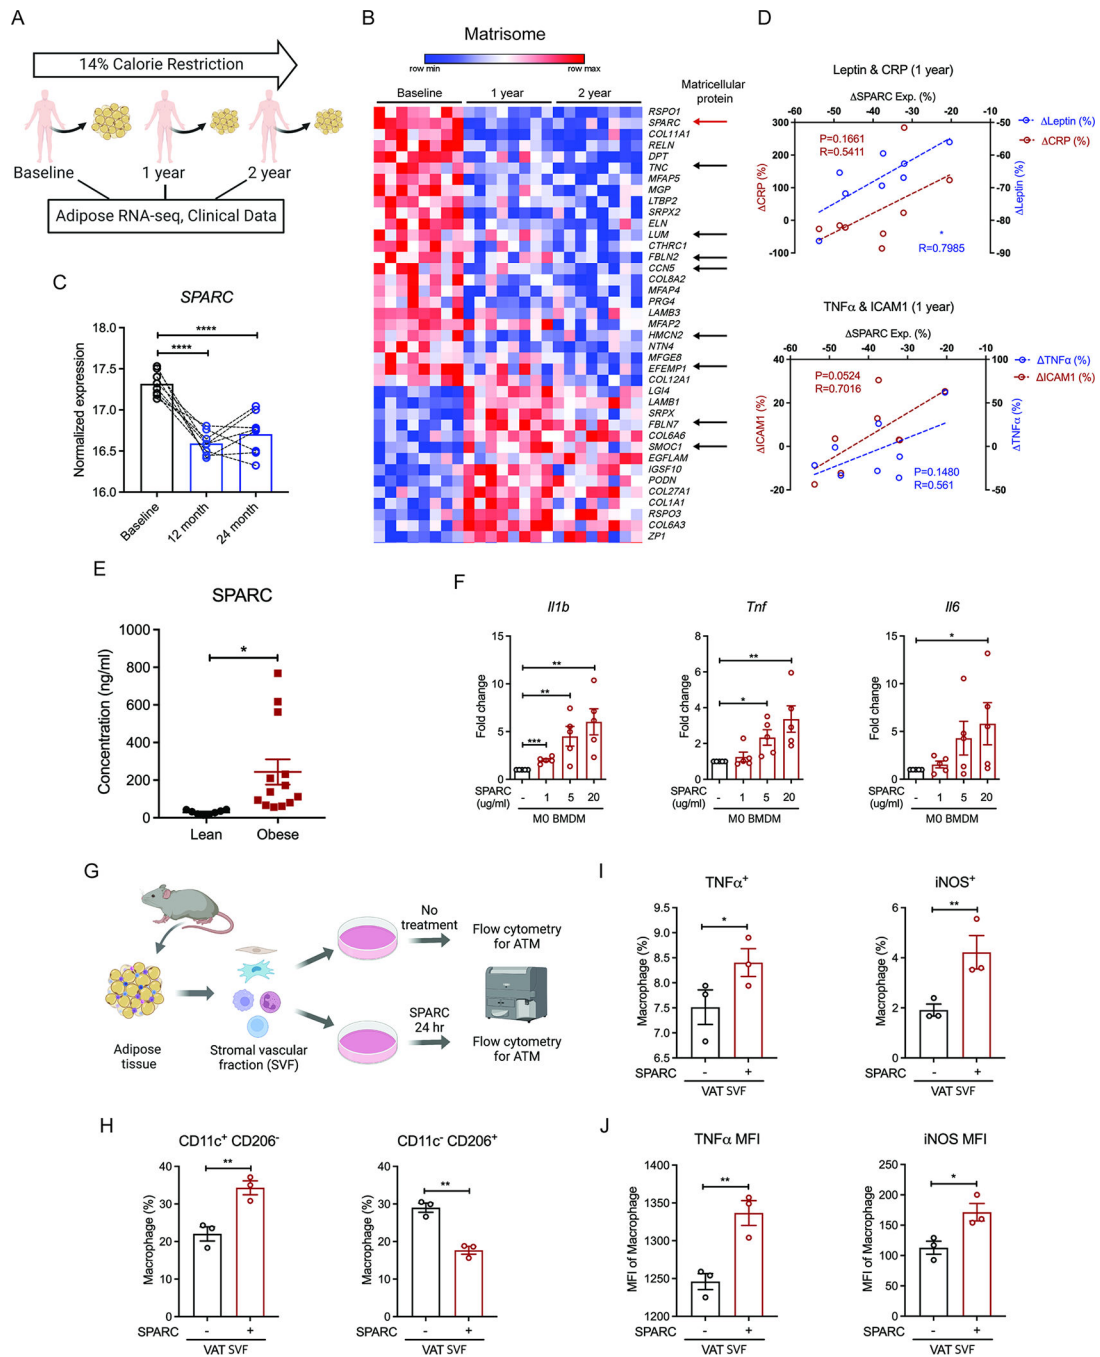 A
14% Calorie Restriction
Baseline
1 year
2 year
Adipose RNA-seq, Clinical Data
B
Matrisome
row min
row max
Baseline
1 year
2 year
Matricellular
protein
RSPO1
SPARC
COL11A1
RELN
DPT
TNC
MFAP5
MGP
LTBP2
SRPX2
ELN
LUM
CTHRC1
FBLN2
CCN5
COL8A2
MFAP4
PRG4
LAMB3
MFAP2
HMCN2
NTN4
MFGE8
EFEMP1
COL12A1
LGI4
LAMB1
SRPX
FBLN7
COL6A6
SMOC1
EGFLAM
IGSF10
PODN
COL27A1
COL1A1
RSPO3
COL6A3
ZP1
C
SPARC
Normalized expression
18.0
17.5
17.0
16.5
16.0
****
****
Baseline
12 month
24 month
D
Leptin & CRP (1 year)
ΔSPARC Exp. (%)
-60 -50 -40 -30 -20 -10
300
200
100
0
-100
ΔCRP (%)
-50
-60
-70
-80
-90
ΔLeptin (%)
P=0.1661
R=0.5411
*
R=0.7985
ΔLeptin (%)
ΔCRP (%)
TNFα & ICAM1 (1 year)
ΔSPARC Exp. (%)
-60 -50 -40 -30 -20 -10
40
20
0
-20
ΔICAM1 (%)
100
50
0
-50
ΔTNFα (%)
P=0.0524
R=0.7016
P=0.1480
R=0.561
ΔTNFα (%)
ΔICAM1 (%)
E
SPARC
Concentration (ng/ml)
1000
800
600
400
200
0
*
Lean
Obese
F
Il1b
Fold change
15
10
5
0
**
**
***
SPARC
(ug/ml)
- 1 5 20
M0 BMDM
Tnf
Fold change
8
6
4
2
0
**
*
SPARC
(ug/ml)
- 1 5 20
M0 BMDM
Il6
Fold change
15
10
5
0
*
SPARC
(ug/ml)
- 1 5 20
M0 BMDM
G
Adipose
tissue
Stromal vascular
fraction (SVF)
No
treatment
Flow cytometry
for ATM
SPARC
24 hr
Flow cytometry
for ATM
H
CD11c+ CD206-
Macrophage (%)
40
30
20
10
0
**
SPARC - +
VAT SVF
CD11c- CD206+
Macrophage (%)
40
30
20
10
0
**
- +
VAT SVF
I
TNFα+
Macrophage (%)
9.5
9.0
8.5
8.0
7.5
7.0
6.5
*
SPARC - +
VAT SVF
iNOS+
Macrophage (%)
6
4
2
0
**
SPARC - +
VAT SVF
J
TNFα MFI
MFI of Macrophage
1400
1350
1300
1250
1200
**
SPARC - +
VAT SVF
iNOS MFI
MFI of Macrophage
250
200
150
100
50
0
*
- +
VAT SVF